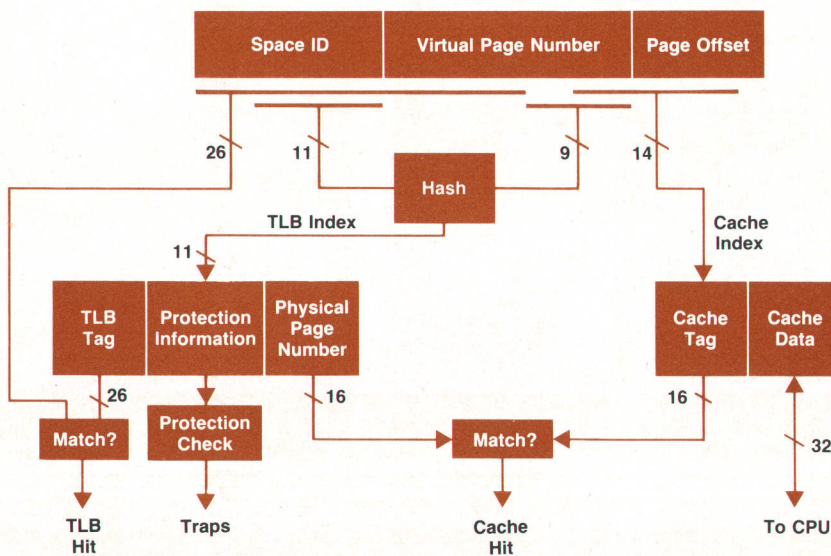 Space ID
Virtual Page Number
Page Offset
26
11
9
14
Hash
TLB Index
Cache
Index
11
TLB
Tag
Protection
Information
Physical
Page
Number
Cache
Tag
Cache
Data
26
16
16
Match?
Protection
Check
Match?
32
TLB
Hit
Traps
Cache
Hit
To CPU